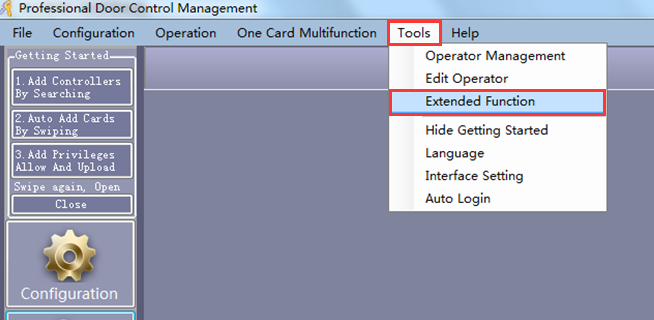 Professional Door Control Management
File Configuration Operation One Card Multifunction Tools Help
Getting Started
1.Add Controllers
By Searching
2.Auto Add Cards
By Swiping
3.Add Privileges
Allow And Upload
Swipe again, Open
Close
Configuration
Operator Management
Edit Operator
Extended Function
Hide Getting Started
Language
Interface Setting
Auto Login